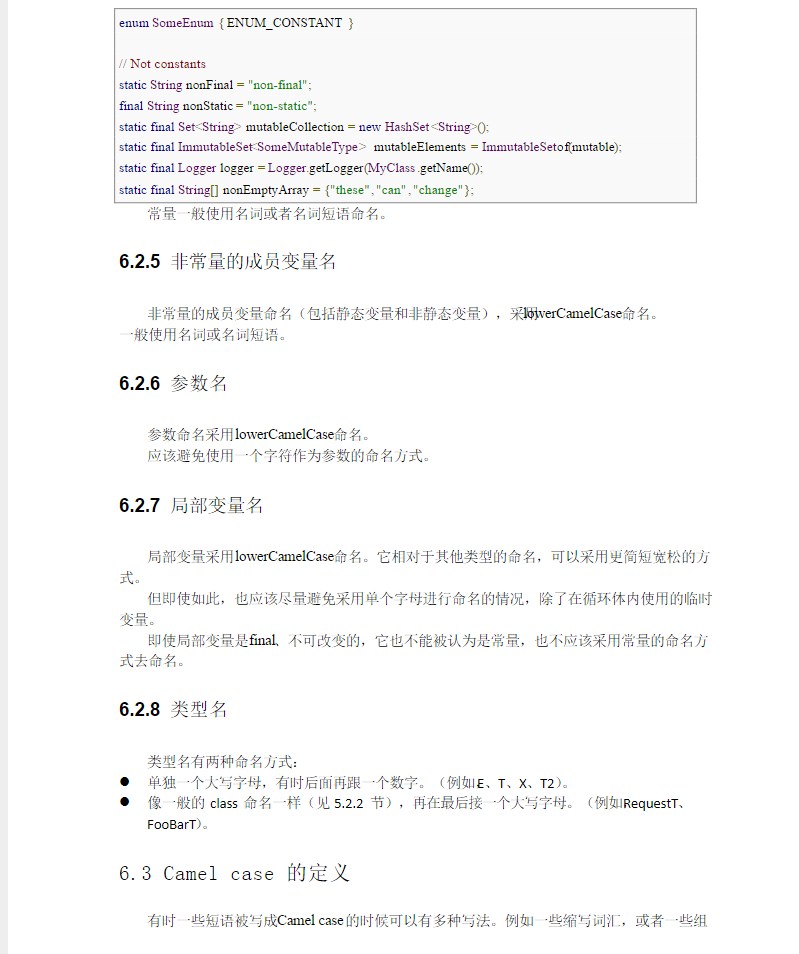 enum SomeEnum { ENUM_CONSTANT }
// Not constants
static String nonFinal = "non-final";
final String nonStatic = "non-static";
static final Set<String> mutableCollection = new HashSet<String>();
static final ImmutableSet<SomeMutableType> mutableElements = ImmutableSetof(mutable);
static final Logger logger = Logger.getLogger(MyClass.getName());
static final String[] nonEmptyArray = {"these","can","change"};
常量一般使用名词或者名词短语命名。
6.2.5 非常量的成员变量名
非常量的成员变量命名（包括静态变量和非静态变量），采用lowerCamelCase命名。
一般使用名词或名词短语。
6.2.6 参数名
参数命名采用lowerCamelCase命名。
应该避免使用一个字符作为参数的命名方式。
6.2.7 局部变量名
局部变量采用lowerCamelCase命名。它相对于其他类型的命名，可以采用更简短宽松的方
式。
但即使如此，也应该尽量避免采用单个字母进行命名的情况，除了在循环体内使用的临时
变量。
即使局部变量是final、不可改变的，它也不能被认为是常量，也不应该采用常量的命名方
式去命名。
6.2.8 类型名
类型名有两种命名方式：
● 单独一个大写字母，有时后面再跟一个数字。（例如E、T、X、T2）。
● 像一般的 class 命名一样（见 5.2.2 节），再在最后接一个大写字母。（例如RequestT、
FooBarT）。
6.3 Camel case 的定义
有时一些短语被写成Camel case的时候可以有多种写法。例如一些缩写词汇，或者一些组